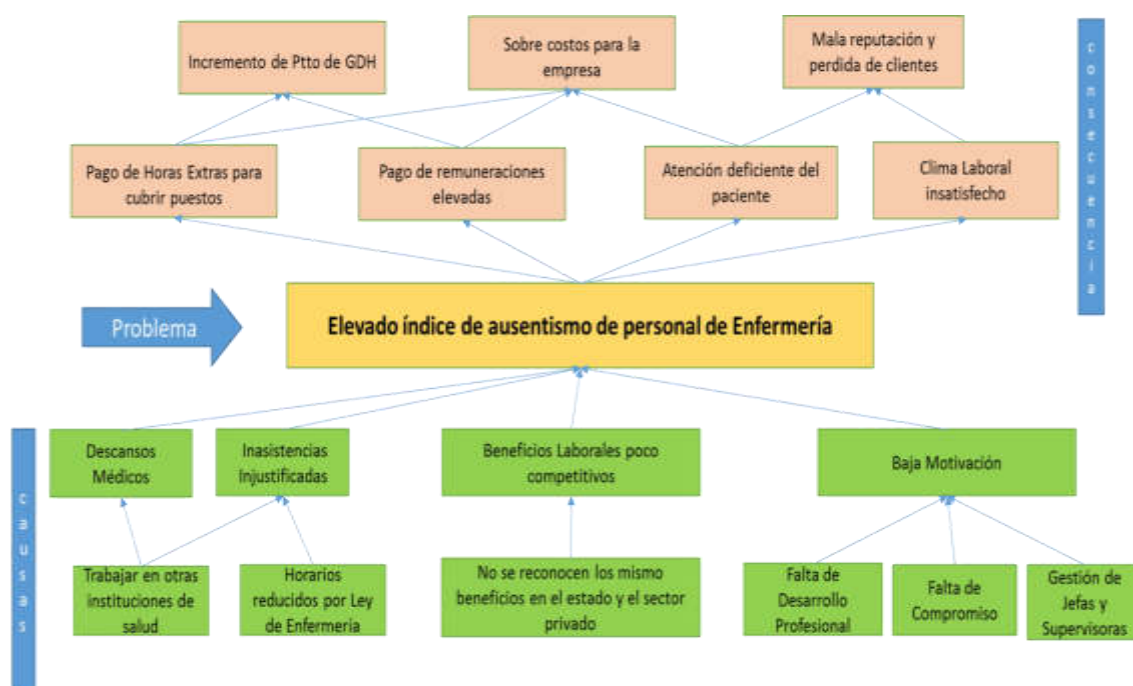 Incremento de Ptto de GDH
Sobre costos para la
empresa
Mala reputación y
perdida de clientes
consecuencia
Pago de Horas Extras para
cubrir puestos
Pago de remuneraciones
elevadas
Atención deficiente del
paciente
Clima Laboral
insatisfecho
Problema
Elevado índice de ausentismo de personal de Enfermería
causas
Descansos
Médicos
Inasistencias
Injustificadas
Beneficios Laborales poco
competitivos
Baja Motivación
Trabajar en otras
instituciones de
salud
Horarios
reducidos por Ley
de Enfermería
No se reconocen los mismo
beneficios en el estado y el sector
privado
Falta de
Desarrollo
Profesional
Falta de
Compromiso
Gestión de
Jefas y
Supervisoras